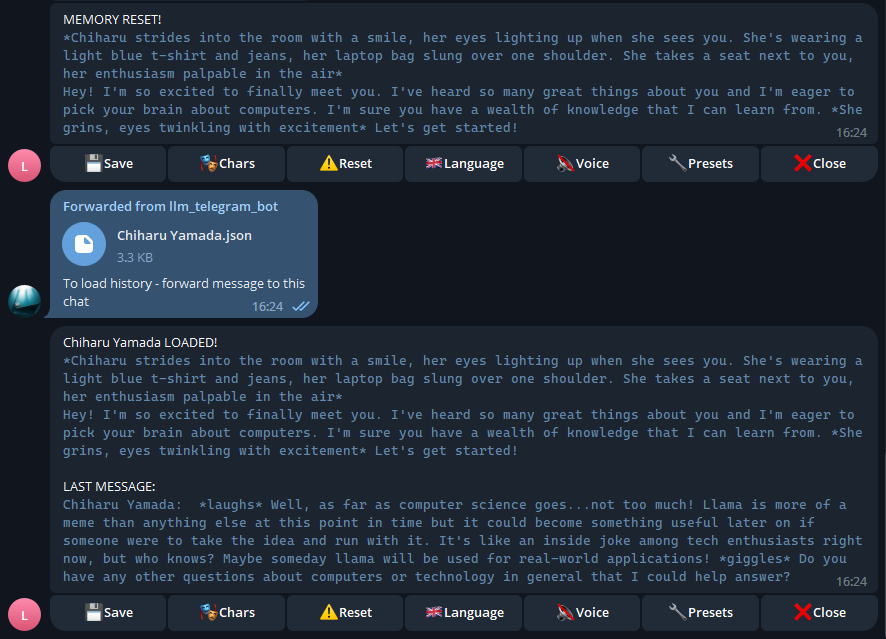 MEMORY RESET!
*Chiharu strides into the room with a smile, her eyes lighting up when she sees you. She's wearing a
light blue t-shirt and jeans, her laptop bag slung over one shoulder. She takes a seat next to you,
her enthusiasm palpable in the air*
Hey! I'm so excited to finally meet you. I've heard so many great things about you and I'm eager to
pick your brain about computers. I'm sure you have a wealth of knowledge that I can learn from. *She
grins, eyes twinkling with excitement* Let's get started!
16:24
L
💾Save 🎭Chars ⚠️Reset 🇬🇧Language Voice 🔧Presets ❌Close
Forwarded from llm_telegram_bot
Chiharu Yamada.json
3.3 KB
To load history - forward message to this
chat
16:24
Chiharu Yamada LOADED!
*Chiharu strides into the room with a smile, her eyes lighting up when she sees you. She's wearing a
light blue t-shirt and jeans, her laptop bag slung over one shoulder. She takes a seat next to you,
her enthusiasm palpable in the air*
Hey! I'm so excited to finally meet you. I've heard so many great things about you and I'm eager to
pick your brain about computers. I'm sure you have a wealth of knowledge that I can learn from. *She
grins, eyes twinkling with excitement* Let's get started!
LAST MESSAGE:
Chiharu Yamada:  *laughs* Well, as far as computer science goes...not too much! Llama is more of a
meme than anything else at this point in time but it could become something useful later on if
someone were to take the idea and run with it. It's like an inside joke among tech enthusiasts right
now, but who knows? Maybe someday llama will be used for real-world applications! *giggles* Do you
have any other questions about computers or technology in general that I could help answer?
16:24
L
💾Save 🎭Chars ⚠️Reset 🇬🇧Language Voice 🔧Presets ❌Close